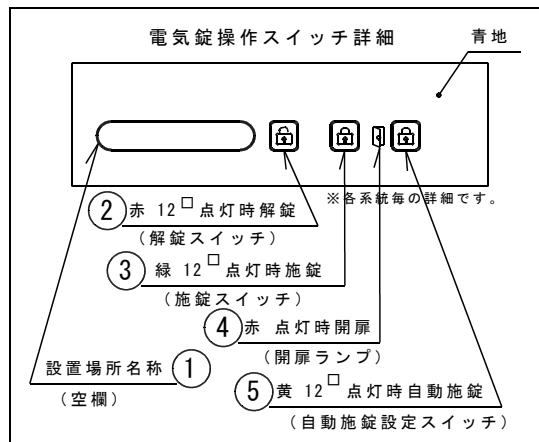 電気錠操作スイッチ詳細
青地
※各系統毎の詳細です。
② 赤 12□点灯時解錠
(解錠スイッチ)
③ 緑 12□点灯時施錠
(施錠スイッチ)
④ 赤 点灯時開扉
(開扉ランプ)
設置場所名称 ①
(空欄)
⑤ 黄 12□点灯時自動施錠
(自動施錠設定スイッチ)